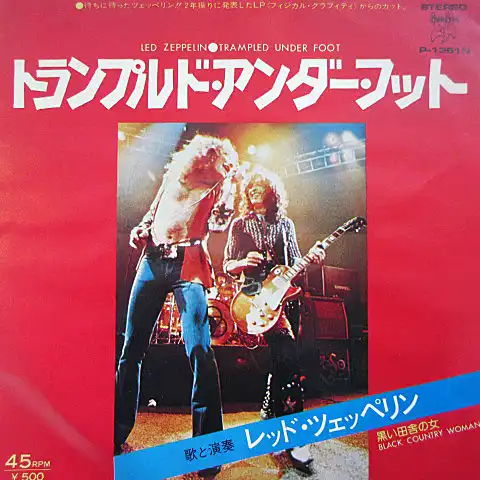 ●待ちに待ったツェッペリンが2年振りに発表したLP(フィジカル・グラフィティ)からのカット。
STEREO
P-1361N
LED ZEPPELIN●TRAMPLED UNDER FOOT
トランプルド・アンダー・フット
歌と演奏 レッド・ツェッペリン
黒い田舎の女
BLACK COUNTRY WOMAN
45RPM
¥500